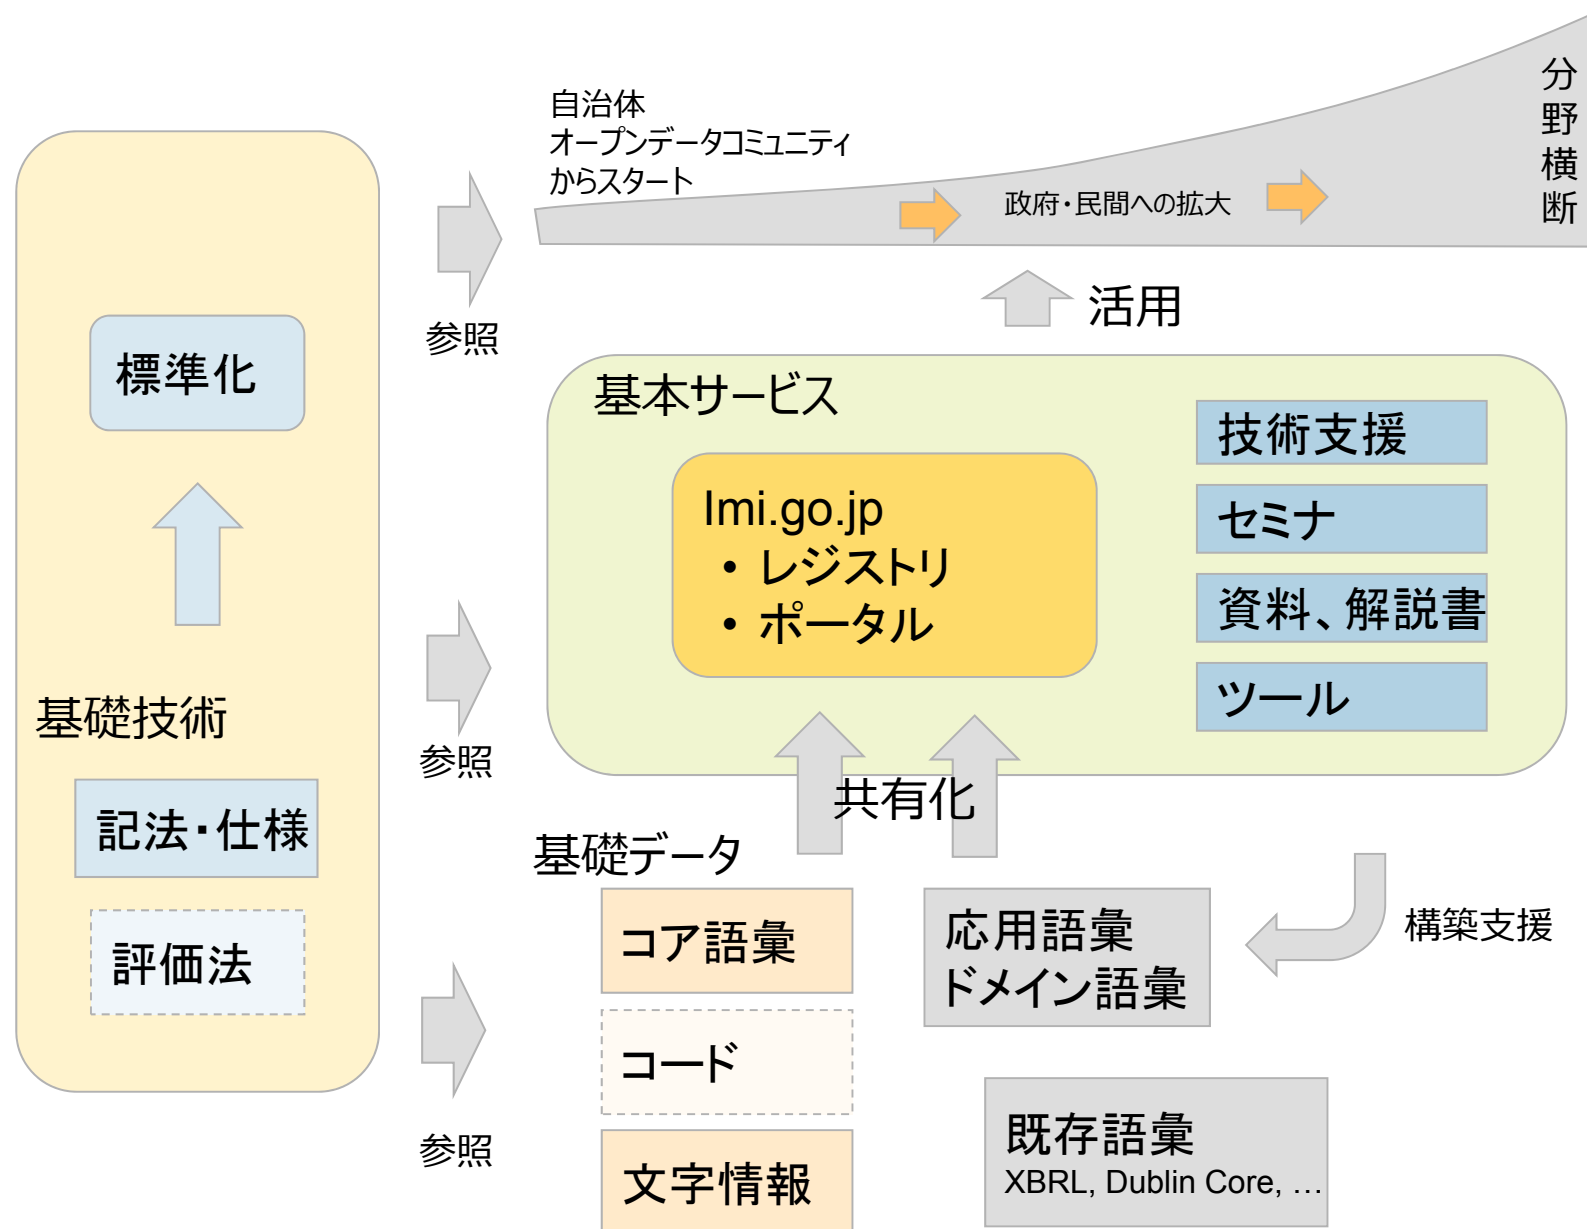 自治体
オープンデータコミュニティ
からスタート
政府・民間への拡大
分野横断
参照
活用
標準化
基礎技術
記法・仕様
評価法
参照
基本サービス
Imi.go.jp
• レジストリ
• ポータル
技術支援
セミナ
資料、解説書
ツール
共有化
基礎データ
コア語彙
コード
文字情報
参照
応用語彙
ドメイン語彙
構築支援
既存語彙
XBRL, Dublin Core, …